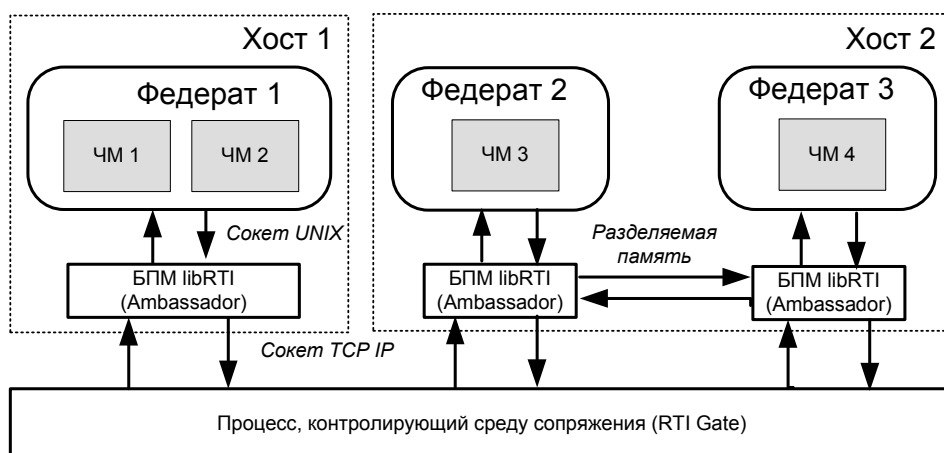 Хост 1
Хост 2
Федерат 1
Федерат 2
Федерат 3
ЧМ 1
ЧМ 2
ЧМ 3
ЧМ 4
Сокет UNIX
Разделяемая
память
БПМ libRTI
(Ambassador)
БПМ libRTI
(Ambassador)
БПМ libRTI
(Ambassador)
Сокет TCP IP
Процесс, контролирующий среду сопряжения (RTI Gate)